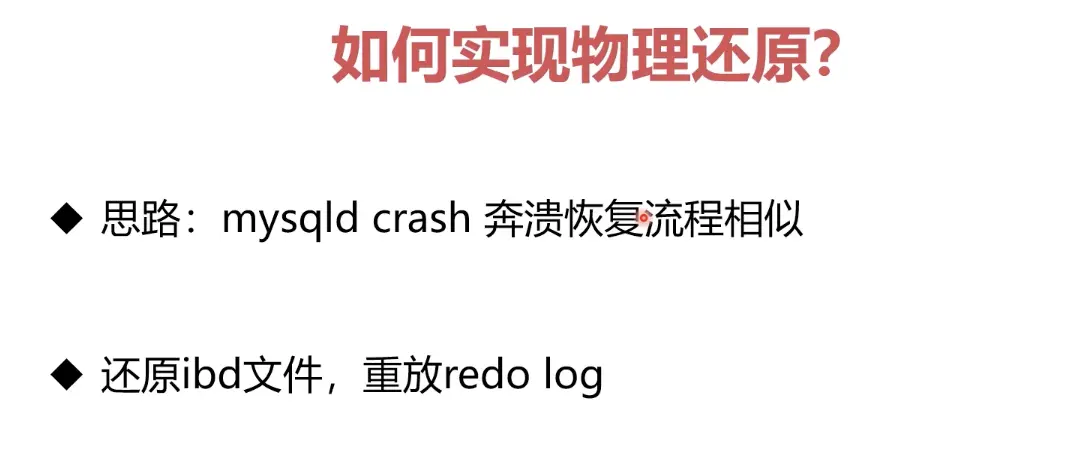 如何实现物理还原？
◆ 思路：mysqld crash 奔溃恢复流程相似
◆ 还原ibd文件，重放redo log